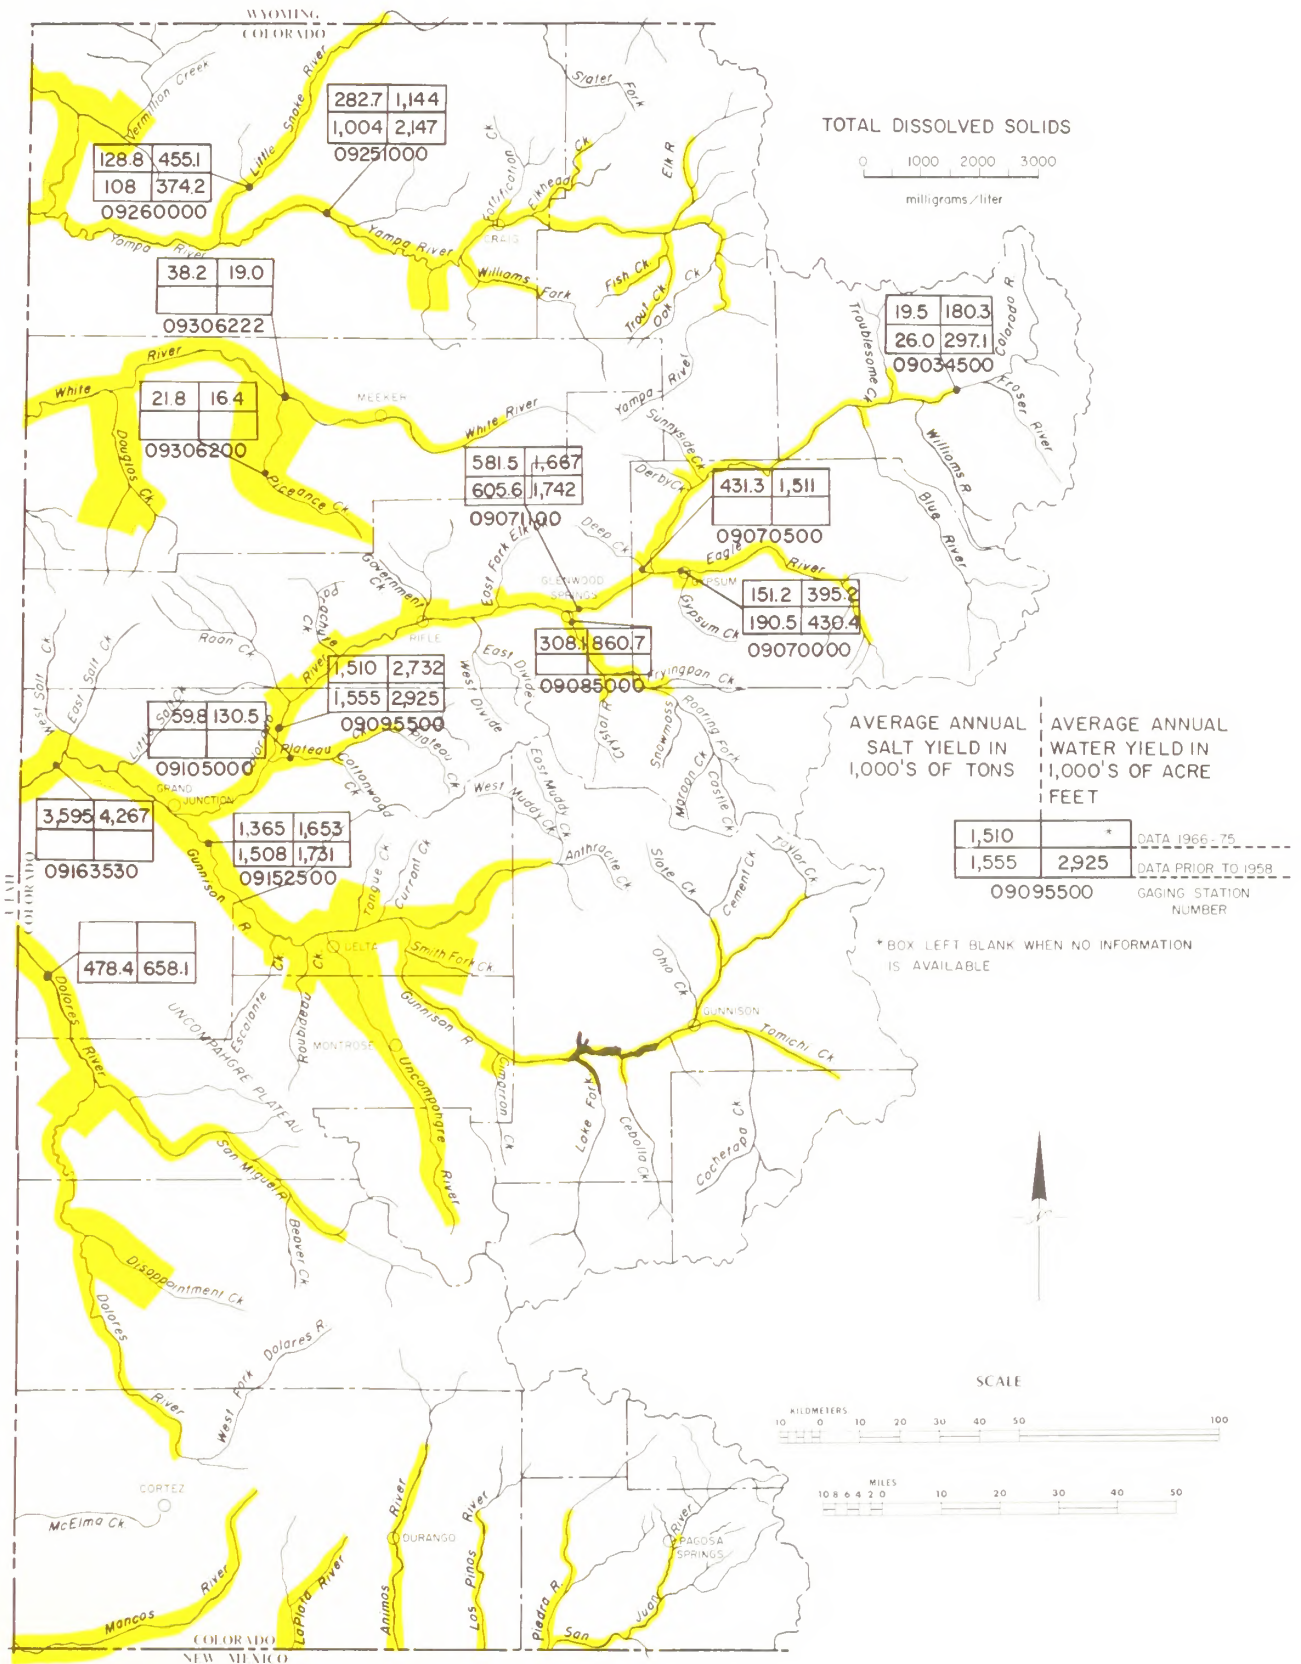 WYOMING
COLORADO
Vermillion Creek
Little Snake River
Slater Fork
282.7 1,144
1,004 2,147
09251000
128.8 455.1
108 374.2
09260000
Fortification Ck
Elkhead Ck
Elk R
TOTAL DISSOLVED SOLIDS
0 1000 2000 3000
milligrams/liter
Yampa River
Yampa River
CRAIG
Williams Fork
Fish Ck.
Trout Ck
Oak Ck
38.2 19.0
09306222
19.5 180.3
26.0 297.1
09034500
Troublesome Ck
Colorado R
Fraser River
White River
21.8 16.4
09306200
MEEKER
White River
Yampa River
Sunnyside Ck
Derby Ck
Williams R
Blue River
Douglas Ck.
Piceance Ck
581.5 1,667
605.6 1,742
09071100
431.3 1,511
09070500
Deep Ck
East Fork Elk
Eagle River
Government Ck
GLENWOOD SPRINGS
GYPSUM
Gypsum Ck
151.2 395.2
190.5 430.4
09070000
Parachute Ck
Roan Ck
RIFLE
308.1 860.7
09085000
Fryingpan Ck
East Divide
West Divide
Crystal R
Snowmass
Roaring Fork
Maroon Ck
Castle Ck
West Salt Ck
East Salt Ck
Little Salt Ck
1,510 2,732
1,555 2,925
09095500
River
Colorado
59.8 130.5
09105000
Plateau Ck
Plateau Ck
Cottonwood Ck
GRAND JUNCTION
3,595 4,267
09163530
1,365 1,653
1,508 1,731
09152500
West Muddy Ck
East Muddy Ck
Anthracite Ck
AVERAGE ANNUAL SALT YIELD IN 1,000'S OF TONS
AVERAGE ANNUAL WATER YIELD IN 1,000'S OF ACRE FEET
1,510 * DATA 1966-75
1,555 2,925 DATA PRIOR TO 1958
09095500 GAGING STATION NUMBER
* BOX LEFT BLANK WHEN NO INFORMATION
IS AVAILABLE
UTAH
COLORADO
Gunnison R
Tongue Ck
Currant Ck
Slate Ck
Cement Ck
Taylor Ck
DELTA
Smith Fork Ck.
478.4 658.1
Dolores River
Escalante Ck
Roubideau Ck
UNCOMPAHGRE PLATEAU
MONTROSE
Gunnison R
Uncompahgre River
Cimarron Ck
Ohio Ck
GUNNISON
Tomichi Ck
Lake Fork
Cebolla Ck
Cochetopa Ck
San Miguel R
Beaver Ck.
Disappointment Ck
Dolores River
West Fork Dolores R.
SCALE
KILOMETERS
10 0 10 20 30 40 50 100
MILES
10 8 6 4 2 0 10 20 30 40 50
CORTEZ
McElma Ck
Mancos River
LaPlata River
DURANGO
Animas River
Los Pinos River
Piedra R.
San Juan River
PAGOSA SPRINGS
COLORADO
NEW MEXICO